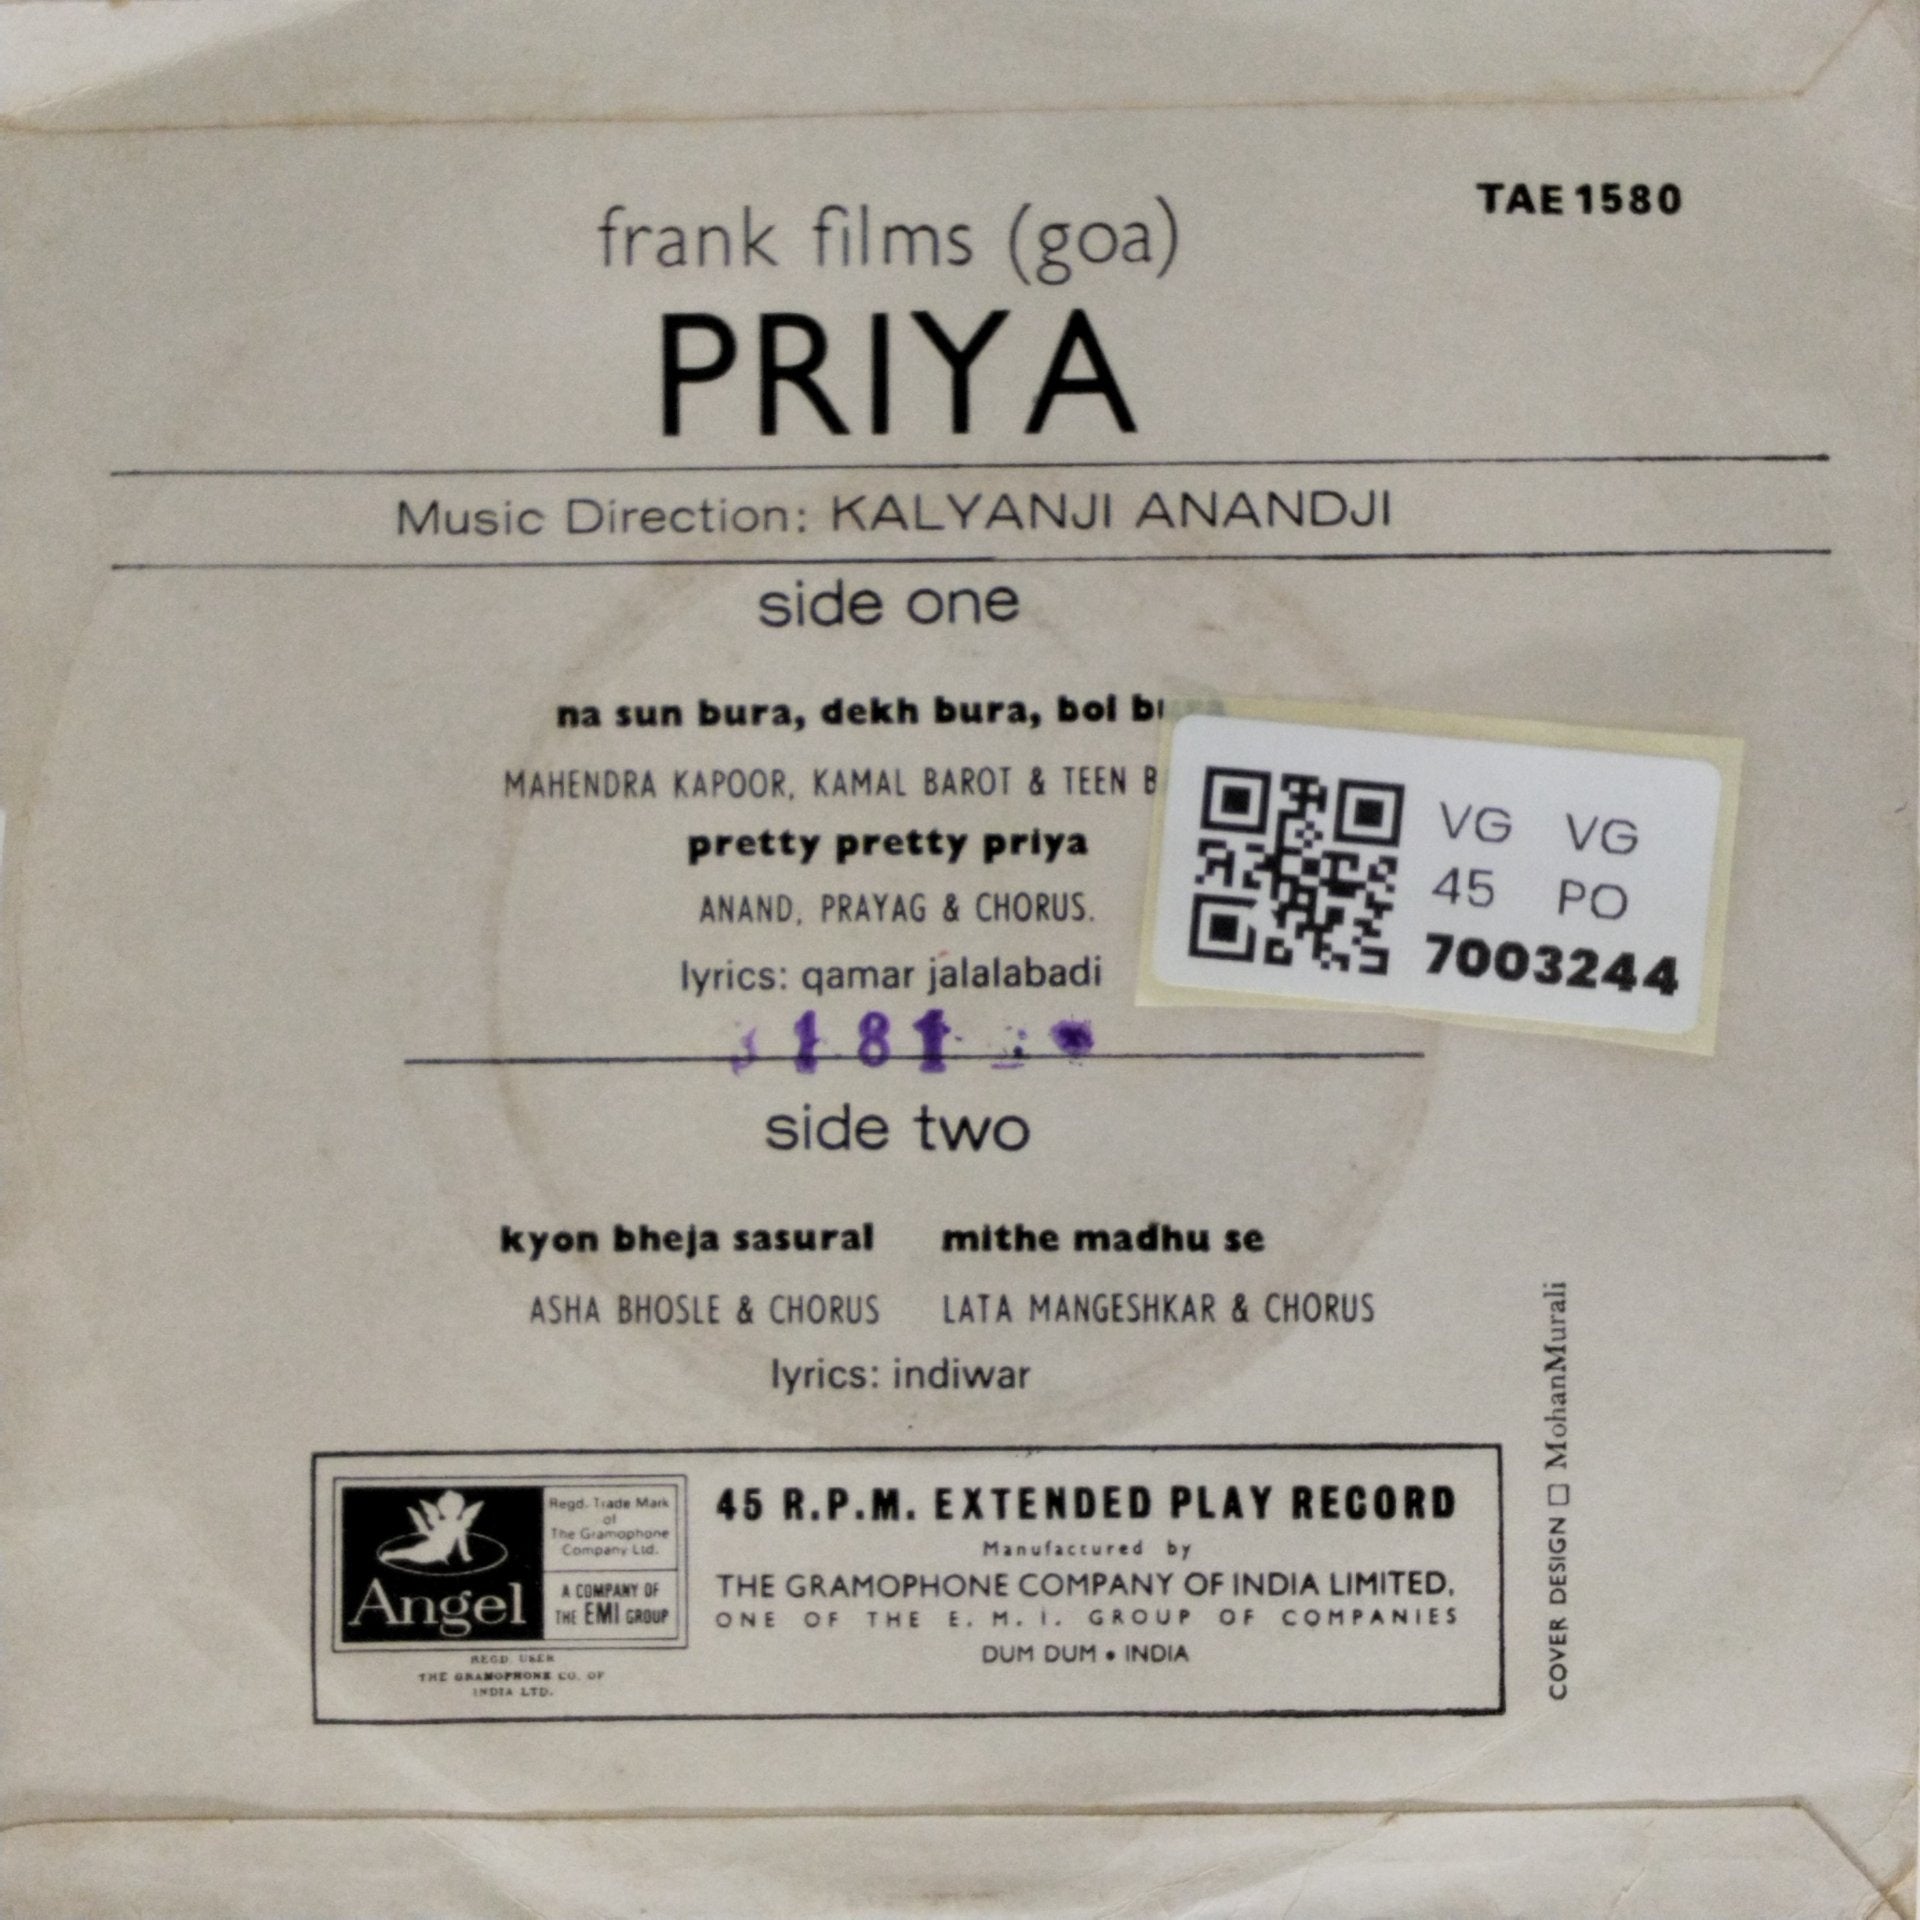 TAE 1580
frank films (goa)
PRIYA
Music Direction: KALYANJI ANANDJI
side one
na sun bura, dekh bura, bol bura
MAHENDRA KAPOOR, KAMAL BAROT & TEEN
pretty pretty priya
ANAND, PRAYAG & CHORUS.
lyrics: qamar jalalabadi
VG VG
45 PO
7003244
181
side two
kyon bheja sasural mithe madhu se
ASHA BHOSLE & CHORUS LATA MANGESHKAR & CHORUS
lyrics: indiwar
Angel
Regd. Trade Mark
of
The Gramophone
Company Ltd.
A COMPANY OF
THE EMI GROUP
REGD. USER
THE GRAMOPHONE CO. OF
INDIA LTD.
45 R.P.M. EXTENDED PLAY RECORD
Manufactured by
THE GRAMOPHONE COMPANY OF INDIA LIMITED,
ONE OF THE E. M. I. GROUP OF COMPANIES
DUM DUM • INDIA
COVER DESIGN □ MohanMurali